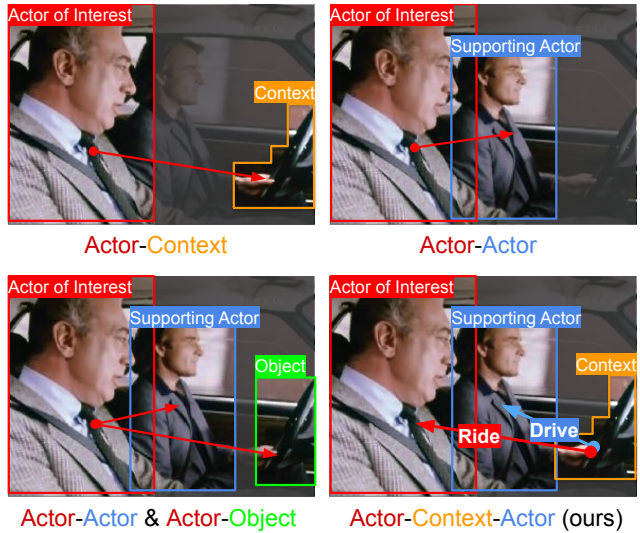 Actor of Interest
Context
Actor-Context
Actor of Interest
Supporting Actor
Actor-Actor
Actor of Interest
Supporting Actor
Object
Actor-Actor & Actor-Object
Actor of Interest
Supporting Actor
Context
Ride
Drive
Actor-Context-Actor (ours)